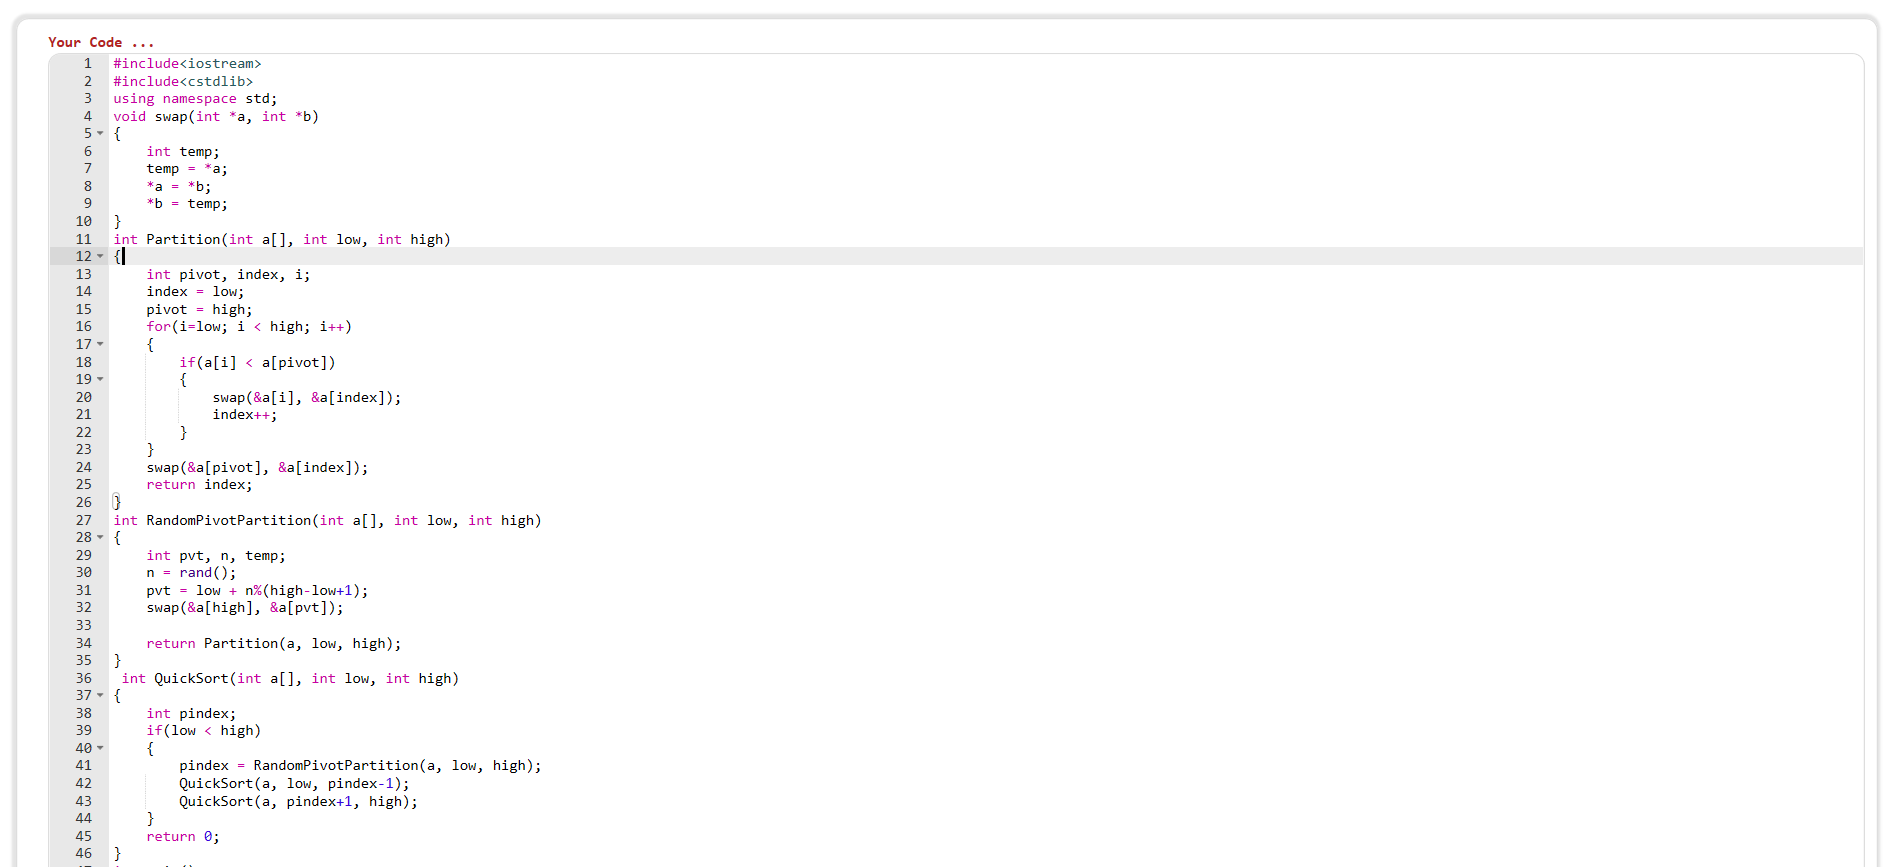 Your Code ...
1 #include<iostream>
2 #include<cstdlib>
3 using namespace std;
4 void swap(int *a, int *b)
5 {
6     int temp;
7     temp = *a;
8     *a = *b;
9     *b = temp;
10 }
11 int Partition(int a[], int low, int high)
12 {
13     int pivot, index, i;
14     index = low;
15     pivot = high;
16     for(i=low; i < high; i++)
17     {
18         if(a[i] < a[pivot])
19         {
20             swap(&a[i], &a[index]);
21             index++;
22         }
23     }
24     swap(&a[pivot], &a[index]);
25     return index;
26 }
27 int RandomPivotPartition(int a[], int low, int high)
28 {
29     int pvt, n, temp;
30     n = rand();
31     pvt = low + n%(high-low+1);
32     swap(&a[high], &a[pvt]);
33
34     return Partition(a, low, high);
35 }
36  int QuickSort(int a[], int low, int high)
37 {
38     int pindex;
39     if(low < high)
40     {
41         pindex = RandomPivotPartition(a, low, high);
42         QuickSort(a, low, pindex-1);
43         QuickSort(a, pindex+1, high);
44     }
45     return 0;
46 }